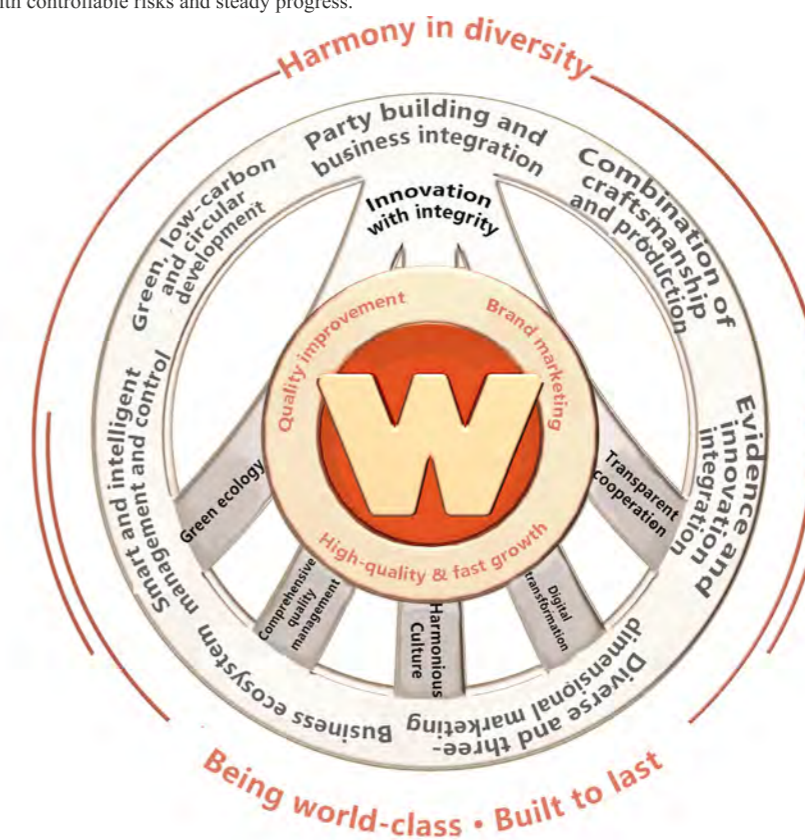 ith controllable risks and steady progress.
Harmony in diversity
Party building and
business integration
Combination of
craftsmanship
and production
Evidence and
innovation
integration
Diverse and three-
dimensional marketing
Business ecosystem
Smart and intelligent
management and control
Green, low-carbon
and circular
development
Innovation
with integrity
Quality improvement
Brand marketing
High-quality & fast growth
W
Green ecology
Comprehensive
quality
management
Harmonious
Culture
Digital
transformation
Transparent
cooperation
Being world-class • Built to last